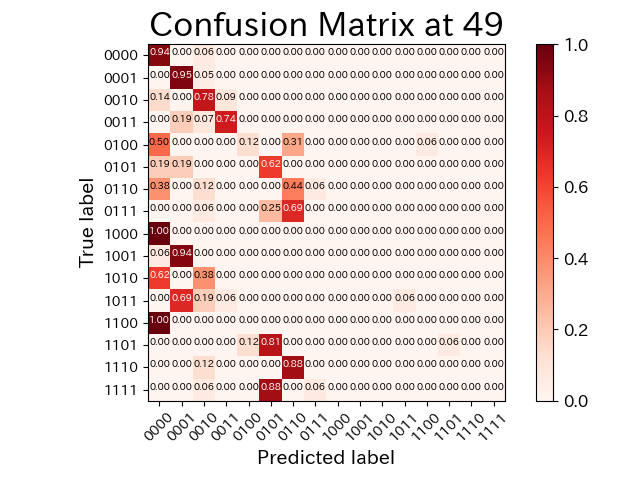 Confusion Matrix at 49
True label
0000 0.94 0.00 0.06 0.00 0.00 0.00 0.00 0.00 0.00 0.00 0.00 0.00 0.00 0.00 0.00 0.00
0001 0.00 0.95 0.05 0.00 0.00 0.00 0.00 0.00 0.00 0.00 0.00 0.00 0.00 0.00 0.00 0.00
0010 0.14 0.00 0.78 0.09 0.00 0.00 0.00 0.00 0.00 0.00 0.00 0.00 0.00 0.00 0.00 0.00
0011 0.00 0.19 0.07 0.74 0.00 0.00 0.00 0.00 0.00 0.00 0.00 0.00 0.00 0.00 0.00 0.00
0100 0.50 0.00 0.00 0.00 0.12 0.00 0.31 0.00 0.00 0.00 0.00 0.00 0.06 0.00 0.00 0.00
0101 0.19 0.19 0.00 0.00 0.00 0.62 0.00 0.00 0.00 0.00 0.00 0.00 0.00 0.00 0.00 0.00
0110 0.38 0.00 0.12 0.00 0.00 0.00 0.44 0.06 0.00 0.00 0.00 0.00 0.00 0.00 0.00 0.00
0111 0.00 0.00 0.06 0.00 0.00 0.25 0.69 0.00 0.00 0.00 0.00 0.00 0.00 0.00 0.00 0.00
1000 1.00 0.00 0.00 0.00 0.00 0.00 0.00 0.00 0.00 0.00 0.00 0.00 0.00 0.00 0.00 0.00
1001 0.06 0.94 0.00 0.00 0.00 0.00 0.00 0.00 0.00 0.00 0.00 0.00 0.00 0.00 0.00 0.00
1010 0.62 0.00 0.38 0.00 0.00 0.00 0.00 0.00 0.00 0.00 0.00 0.00 0.00 0.00 0.00 0.00
1011 0.00 0.69 0.19 0.06 0.00 0.00 0.00 0.00 0.00 0.00 0.00 0.06 0.00 0.00 0.00 0.00
1100 1.00 0.00 0.00 0.00 0.00 0.00 0.00 0.00 0.00 0.00 0.00 0.00 0.00 0.00 0.00 0.00
1101 0.00 0.00 0.00 0.00 0.12 0.81 0.00 0.00 0.00 0.00 0.00 0.00 0.00 0.06 0.00 0.00
1110 0.00 0.00 0.12 0.00 0.00 0.00 0.88 0.00 0.00 0.00 0.00 0.00 0.00 0.00 0.00 0.00
1111 0.00 0.00 0.06 0.00 0.00 0.88 0.00 0.06 0.00 0.00 0.00 0.00 0.00 0.00 0.00 0.00
0000 0001 0010 0011 0100 0101 0110 0111 1000 1001 1010 1011 1100 1101 1110 1111
Predicted label
1.0
0.8
0.6
0.4
0.2
0.0